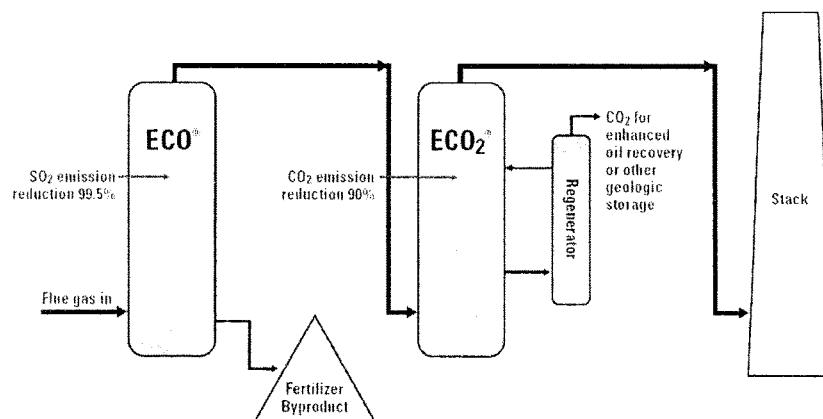 ECO®
SO₂ emission
reduction 99.5%
Flue gas in
Fertilizer
Byproduct
ECO₂®
CO₂ emission
reduction 90%
Regenerator
CO₂ for
enhanced
oil recovery
or other
geologic
storage
Stack